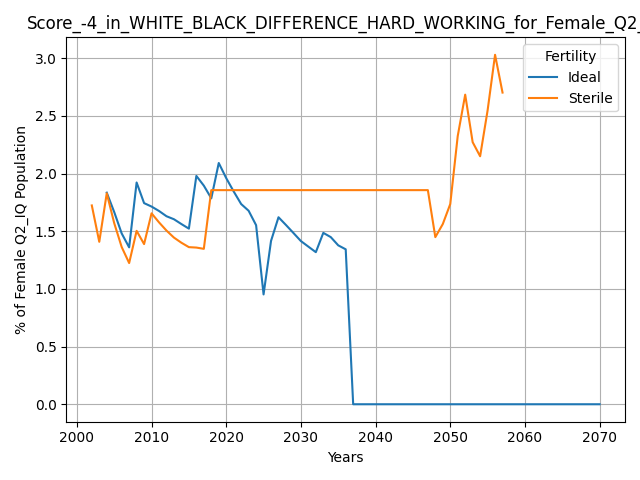 Score_-4_in_WHITE_BLACK_DIFFERENCE_HARD_WORKING_for_Female_Q2_
Fertility
Ideal
Sterile
3.0
2.5
2.0
1.5
1.0
0.5
0.0
% of Female Q2_IQ Population
2000 2010 2020 2030 2040 2050 2060 2070
Years